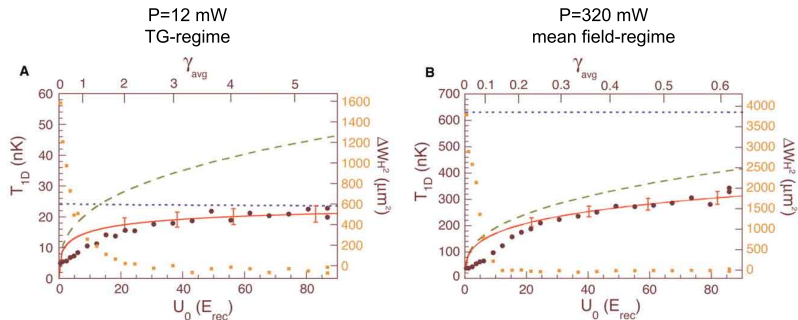 P=12 mW
TG-regime
P=320 mW
mean field-regime
A
γavg
0 1 2 3 4 5
60
50
40
30
20
10
0
T1D (nK)
1600
1400
1200
1000
800
600
400
200
0
ΔWH² (μm²)
0 20 40 60 80
U0 (Erec)
B
γavg
0 0.1 0.2 0.3 0.4 0.5 0.6
700
600
500
400
300
200
100
0
T1D (nK)
4000
3500
3000
2500
2000
1500
1000
500
0
ΔWH² (μm²)
0 20 40 60 80
U0 (Erec)